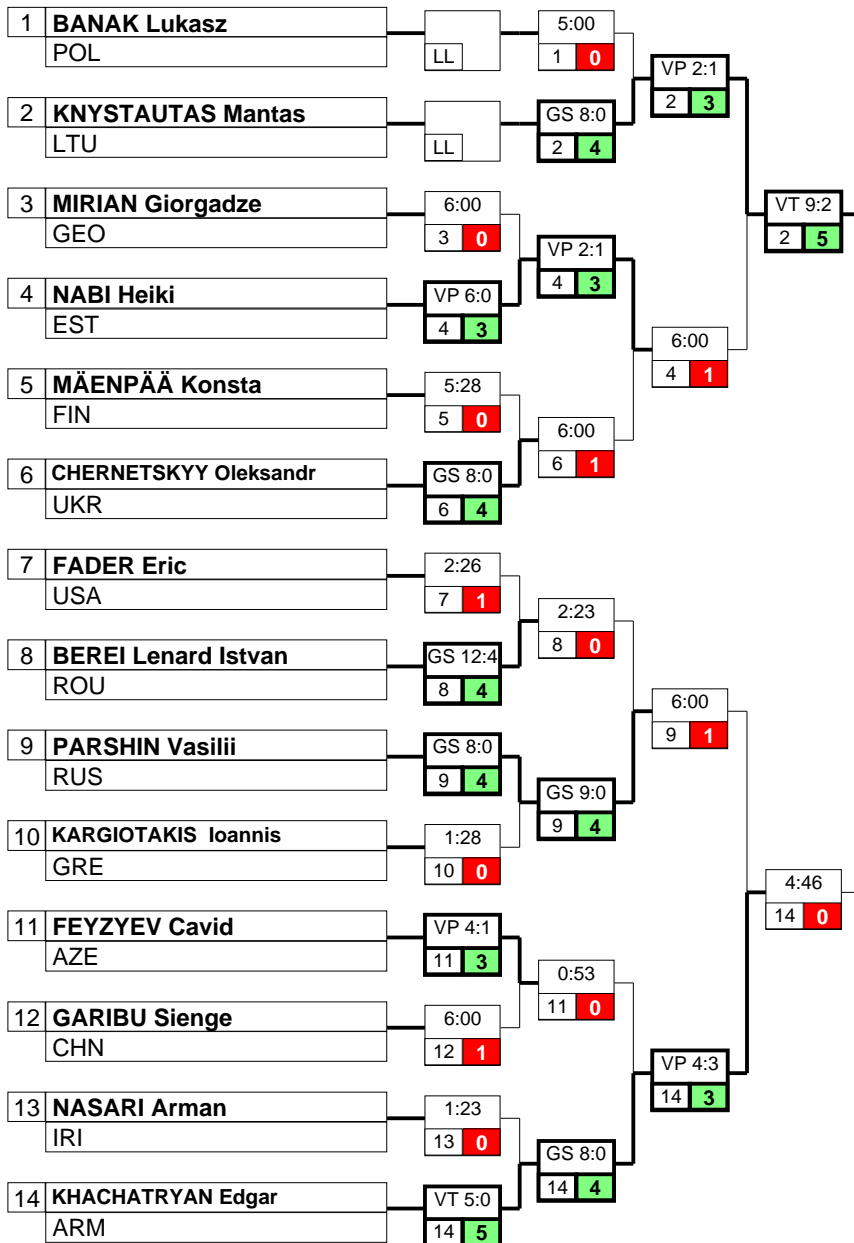 1 BANAK Lukasz
POL
LL
5:00
1 0
2 KNYSTAUTAS Mantas
LTU
LL
GS 8:0
2 4
VP 2:1
2 3
3 MIRIAN Giorgadze
GEO
6:00
3 0
4 NABI Heiki
EST
VP 6:0
4 3
VP 2:1
4 3
VT 9:2
2 5
5 MÄENPÄÄ Konsta
FIN
5:28
5 0
6 CHERNETSKYY Oleksandr
UKR
GS 8:0
6 4
6:00
6 1
6:00
4 1
7 FADER Eric
USA
2:26
7 1
8 BEREI Lenard Istvan
ROU
GS 12:4
8 4
2:23
8 0
9 PARSHIN Vasilii
RUS
GS 8:0
9 4
10 KARGIOTAKIS Ioannis
GRE
1:28
10 0
GS 9:0
9 4
6:00
9 1
11 FEYZYEV Cavid
AZE
VP 4:1
11 3
12 GARIBU Sienge
CHN
6:00
12 1
0:53
11 0
4:46
14 0
13 NASARI Arman
IRI
1:23
13 0
14 KHACHATRYAN Edgar
ARM
VT 5:0
14 5
GS 8:0
14 4
VP 4:3
14 3